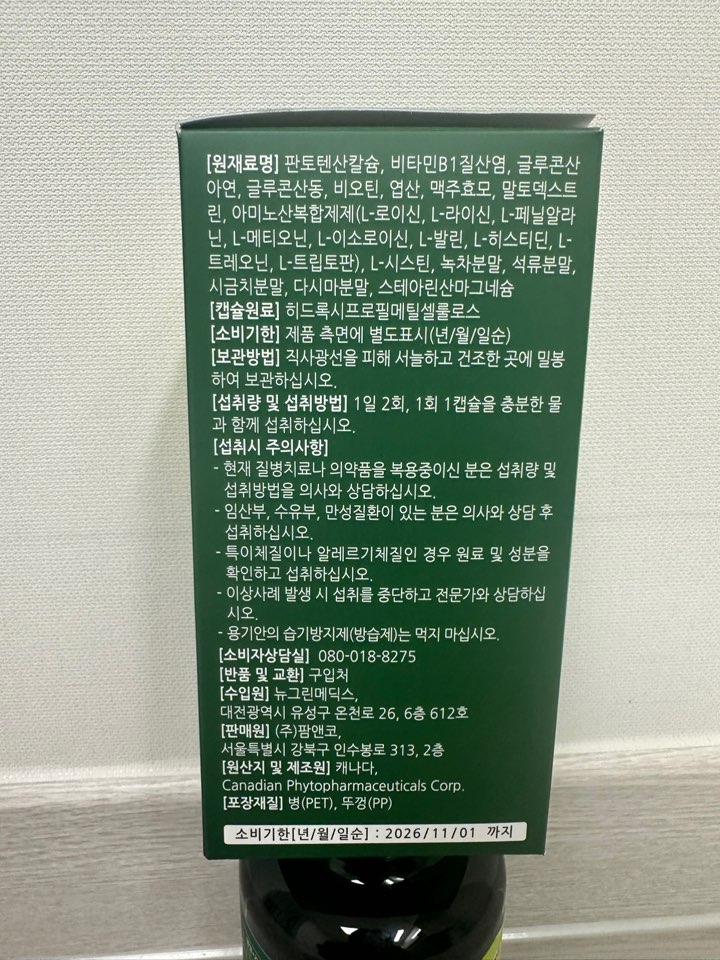 [원재료명] 판토텐산칼슘, 비타민B1질산염, 글루콘산
아연, 글루콘산동, 비오틴, 엽산, 맥주효모, 말토덱스트
린, 아미노산복합제제(L-로이신, L-라이신, L-페닐알라
닌, L-메티오닌, L-이소로이신, L-발린, L-히스티딘, L-
트레오닌, L-트립토판), L-시스틴, 녹차분말, 석류분말,
시금치분말, 다시마분말, 스테아린산마그네슘
[캡슐원료] 히드록시프로필메틸셀룰로스
[소비기한] 제품 측면에 별도표시(년/월/일순)
[보관방법] 직사광선을 피해 서늘하고 건조한 곳에 밀봉
하여 보관하십시오.
[섭취량 및 섭취방법] 1일 2회, 1회 1캡슐을 충분한 물
과 함께 섭취하십시오.
[섭취시 주의사항]
- 현재 질병치료나 의약품을 복용중이신 분은 섭취량 및
섭취방법을 의사와 상담하십시오.
- 임산부, 수유부, 만성질환이 있는 분은 의사와 상담 후
섭취하십시오.
- 특이체질이나 알레르기체질인 경우 원료 및 성분을
확인하고 섭취하십시오.
- 이상사례 발생 시 섭취를 중단하고 전문가와 상담하십
시오.
- 용기안의 습기방지제(방습제)는 먹지 마십시오.
[소비자상담실] 080-018-8275
[반품 및 교환] 구입처
[수입원] 뉴그린메딕스,
대전광역시 유성구 온천로 26, 6층 612호
[판매원] (주)팜앤코,
서울특별시 강북구 인수봉로 313, 2층
[원산지 및 제조원] 캐나다,
Canadian Phytopharmaceuticals Corp.
[포장재질] 병(PET), 뚜껑(PP)
소비기한[년/월/일순] : 2026/11/01 까지